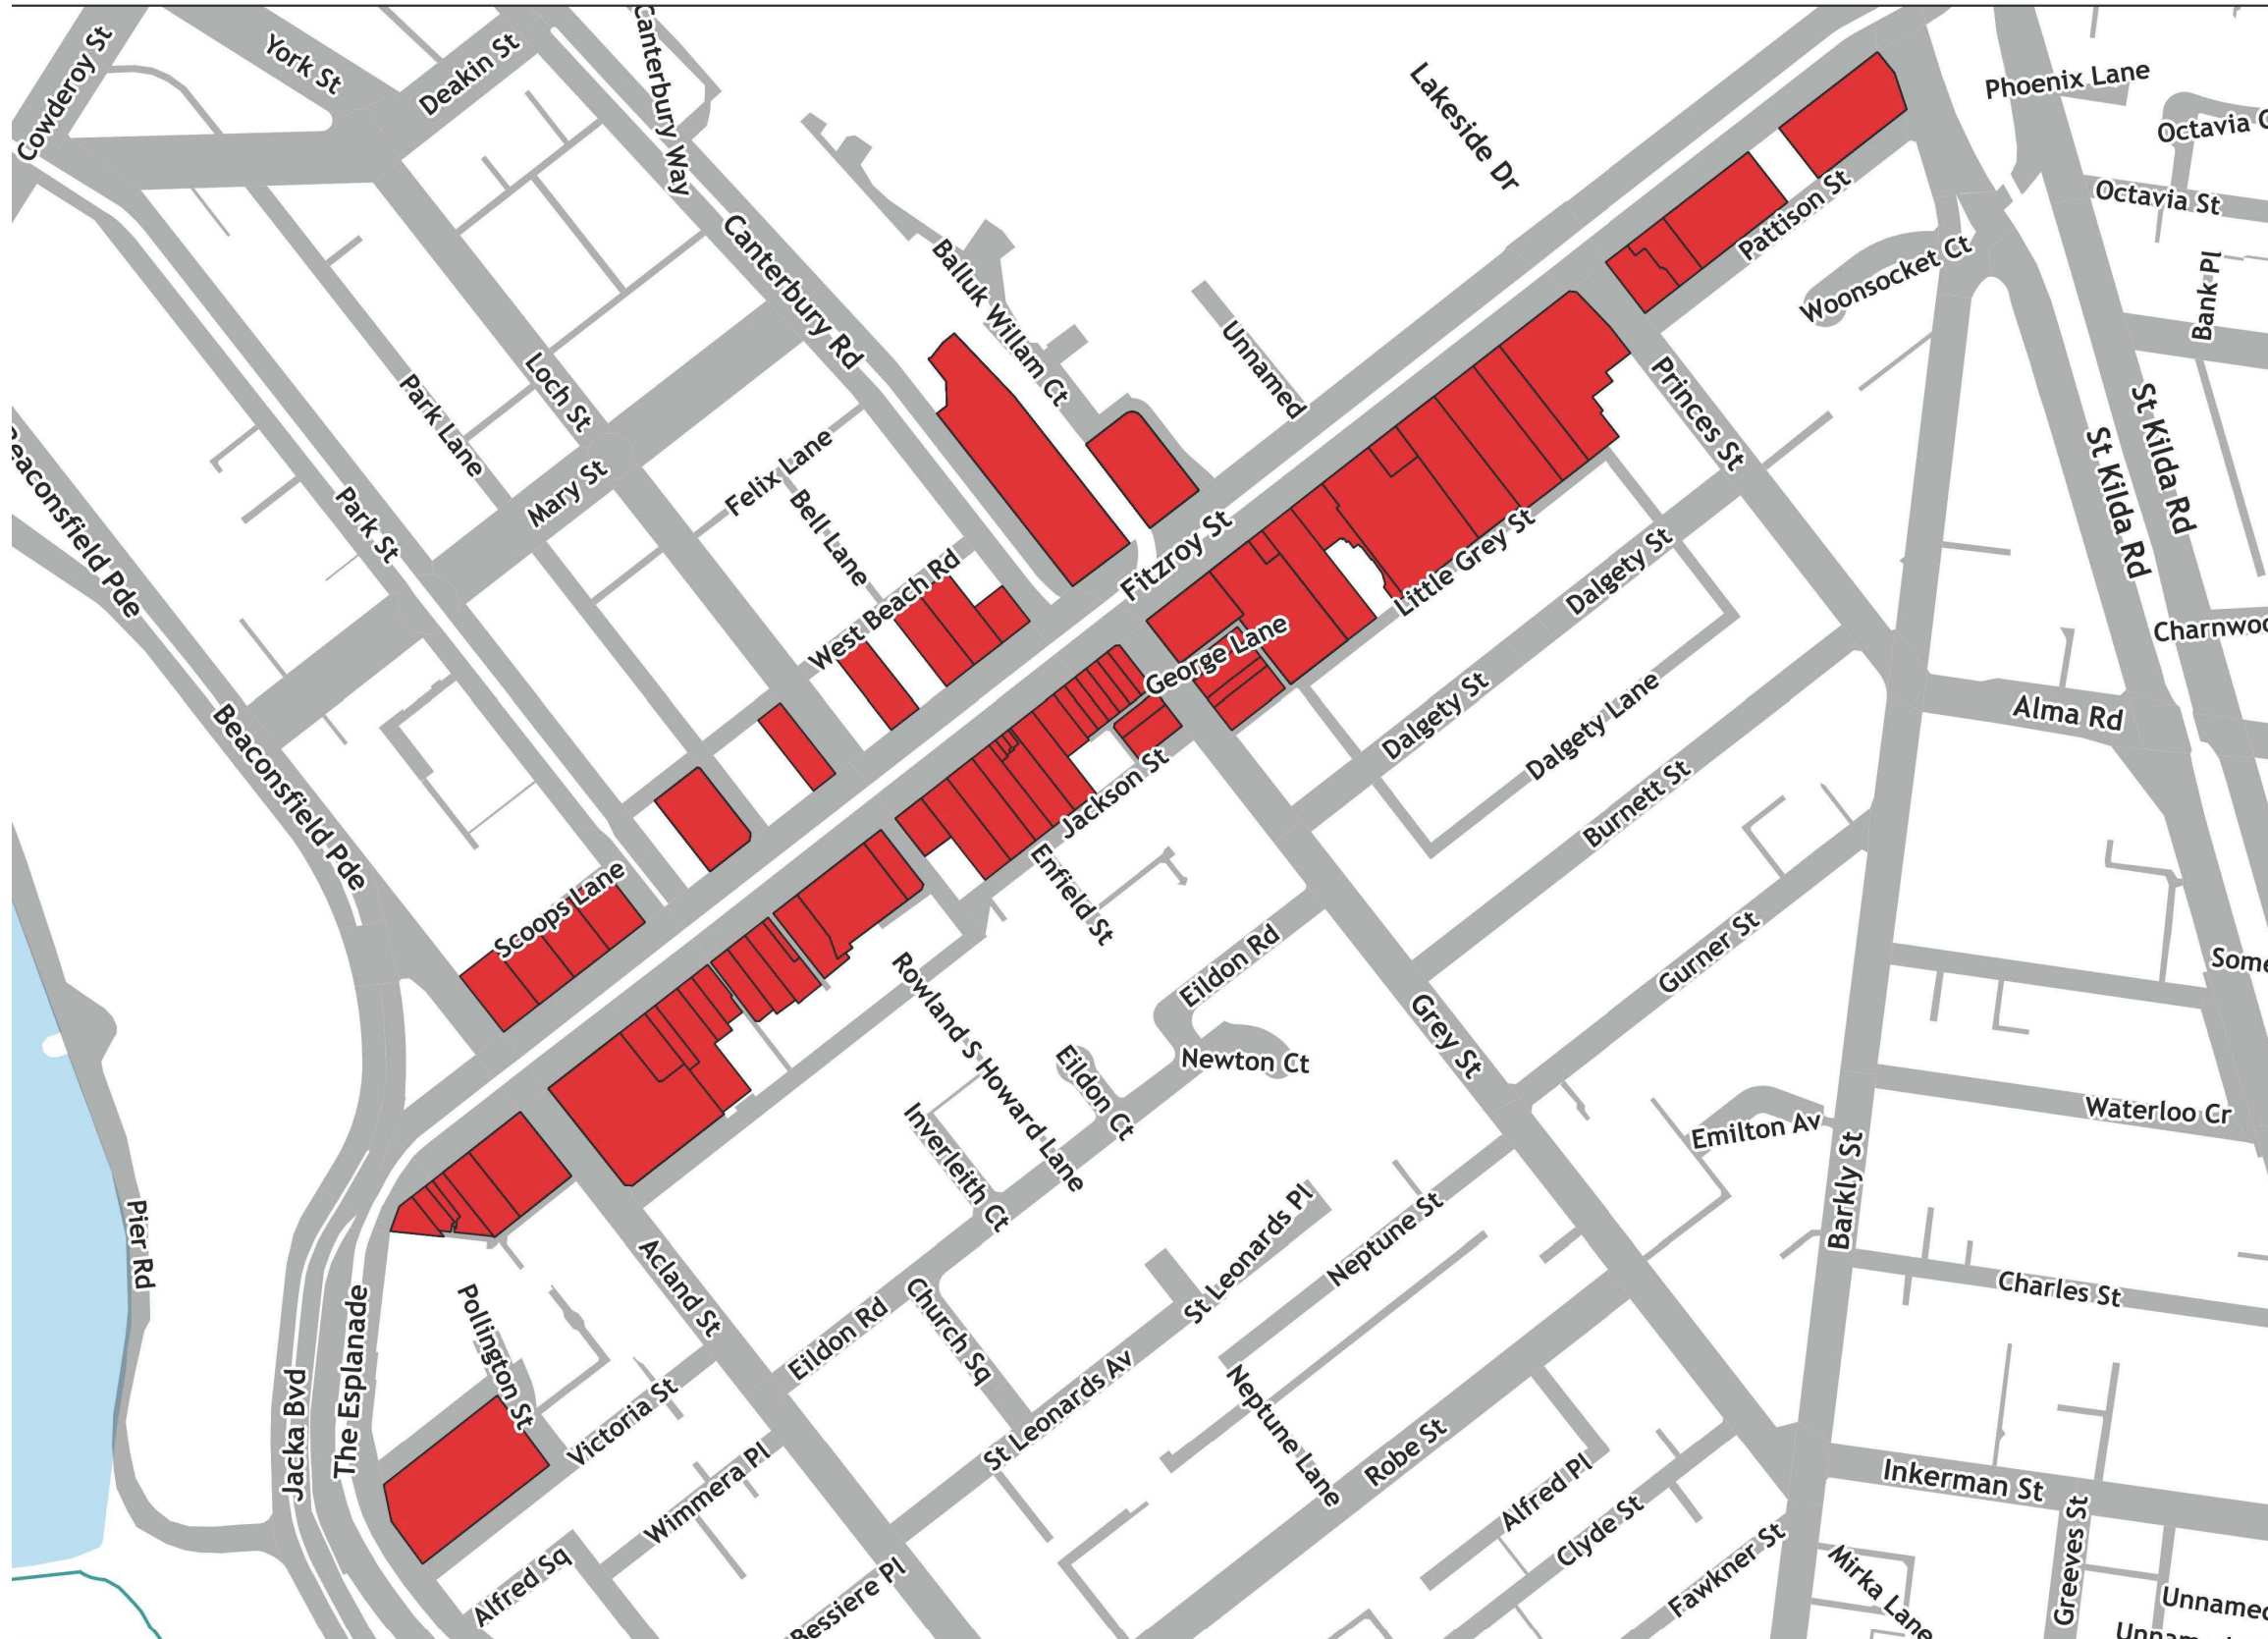 Cowderoy St
York St
Deakin St
Canterbury Way
Lakeside Dr
Phoenix Lane
Octavia
Octavia St
Pattison St
Woonsocket Ct
Bank Pl
Canterbury Rd
Balluk Willam Ct
Unnamed
Park Lane
Loch St
Princes St
St Kilda Rd
St Kilda Rd
Beaconsfield Pde
Park St
Mary St
Felix Lane
Bell Lane
West Beach Rd
Fitzroy St
Little Grey St
Dalgety St
George Lane
Dalgety St
Dalgety Lane
Alma Rd
Beaconsfield Pde
Jackson St
Burnett St
Enfield St
Scoops Lane
Gurner St
Rowland S Howard Lane
Eildon Rd
Grey St
Newton Ct
Eildon Ct
Inverleith Ct
Waterloo Cr
Emilton Av
Barkly St
Pier Rd
Acland St
Neptune St
St Leonards Pl
Charles St
Pollington St
Eildon Rd
Church Sq
Jacka Bvd
The Esplanade
Victoria St
St Leonards Av
Neptune Lane
Robe St
Wimmera Pl
Alfred Pl
Inkerman St
Clyde St
Alfred Sq
Bessiere Pl
Fawkner St
Mirka Lane
Greeves St
Unnamed